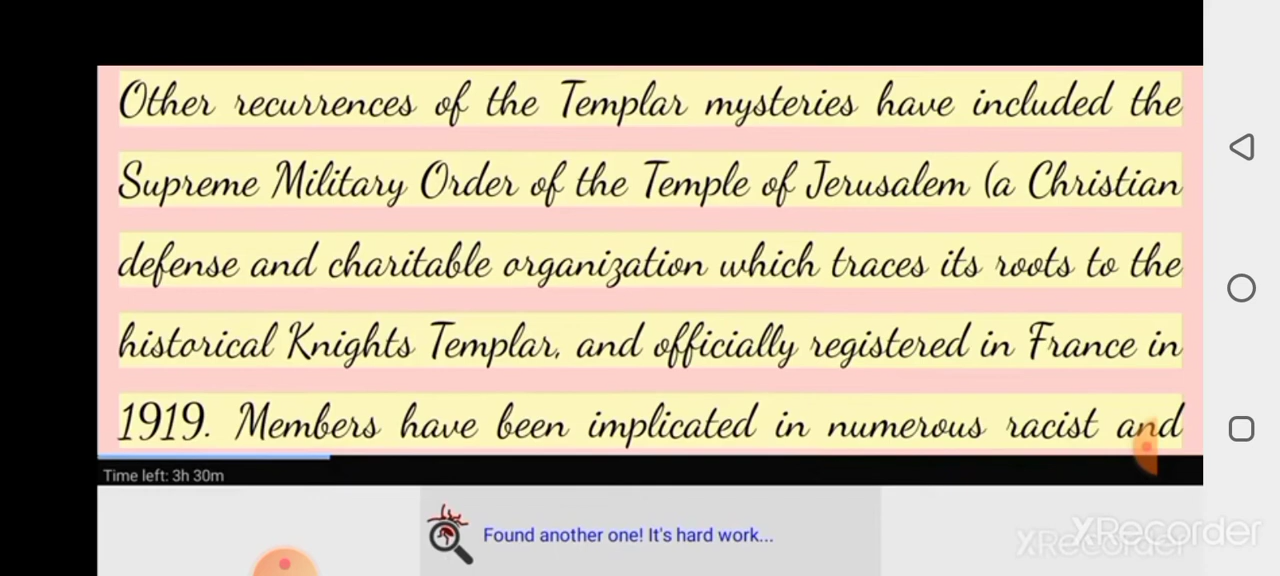 Other recurrences of the Templar mysteries have included the
Supreme Military Order of the Temple of Jerusalem (a Christian
defense and charitable organization which traces its roots to the
historical Knights Templar, and officially registered in France in
1919. Members have been implicated in numerous racist and
Time left: 3h 30m
Found another one! It's hard work...
XRecorder
XRecorder